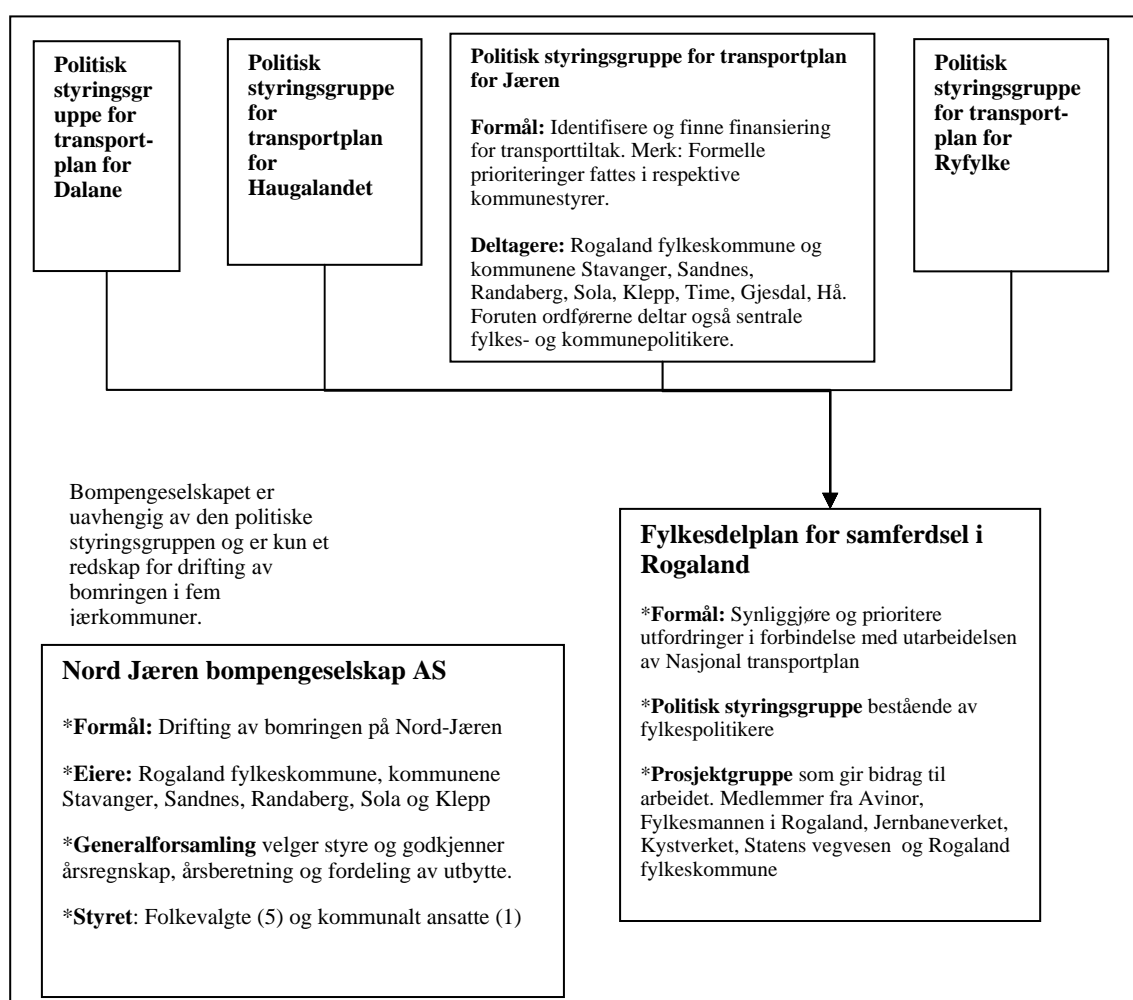 Politisk
styringsgr
uppe for
transport-
plan for
Dalane
Politisk
styringsgruppe
for
transportplan
for
Haugalandet
Politisk styringsgruppe for transportplan
for Jæren
Formål: Identifisere og finne finansiering
for transporttiltak. Merk: Formelle
prioriteringer fattes i respektive
kommunestyrer.
Deltagere: Rogaland fylkeskommune og
kommunene Stavanger, Sandnes,
Randaberg, Sola, Klepp, Time, Gjesdal, Hå.
Foruten ordførerne deltar også sentrale
fylkes- og kommunepolitikere.
Politisk
styringsgruppe
for transport-
plan for
Ryfylke
Bompengeselskapet er
uavhengig av den politiske
styringsgruppen og er kun et
redskap for drifting av
bomringen i fem
jærkommuner.
Nord Jæren bompengeselskap AS
*Formål: Drifting av bomringen på Nord-Jæren
*Eiere: Rogaland fylkeskommune, kommunene
Stavanger, Sandnes, Randaberg, Sola og Klepp
*Generalforsamling velger styre og godkjenner
årsregnskap, årsberetning og fordeling av utbytte.
*Styret: Folkevalgte (5) og kommunalt ansatte (1)
Fylkesdelplan for samferdsel i
Rogaland
*Formål: Synliggjøre og prioritere
utfordringer i forbindelse med utarbeidelsen
av Nasjonal transportplan
*Politisk styringsgruppe bestående av
fylkespolitikere
*Prosjektgruppe som gir bidrag til
arbeidet. Medlemmer fra Avinor,
Fylkesmannen i Rogaland, Jernbaneverket,
Kystverket, Statens vegvesen og Rogaland
fylkeskommune